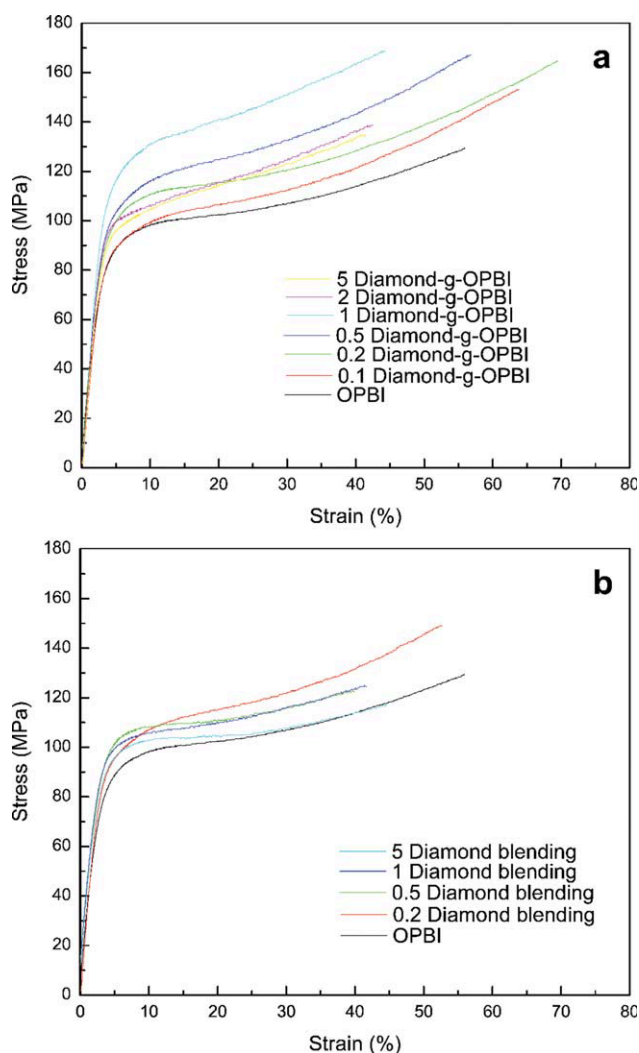 a
180
160
140
120
100
80
60
40
20
0
Stress (MPa)
5 Diamond-g-OPBI
2 Diamond-g-OPBI
1 Diamond-g-OPBI
0.5 Diamond-g-OPBI
0.2 Diamond-g-OPBI
0.1 Diamond-g-OPBI
OPBI
0 10 20 30 40 50 60 70 80
Strain (%)
b
180
160
140
120
100
80
60
40
20
0
Stress (MPa)
5 Diamond blending
1 Diamond blending
0.5 Diamond blending
0.2 Diamond blending
OPBI
0 10 20 30 40 50 60 70 80
Strain (%)